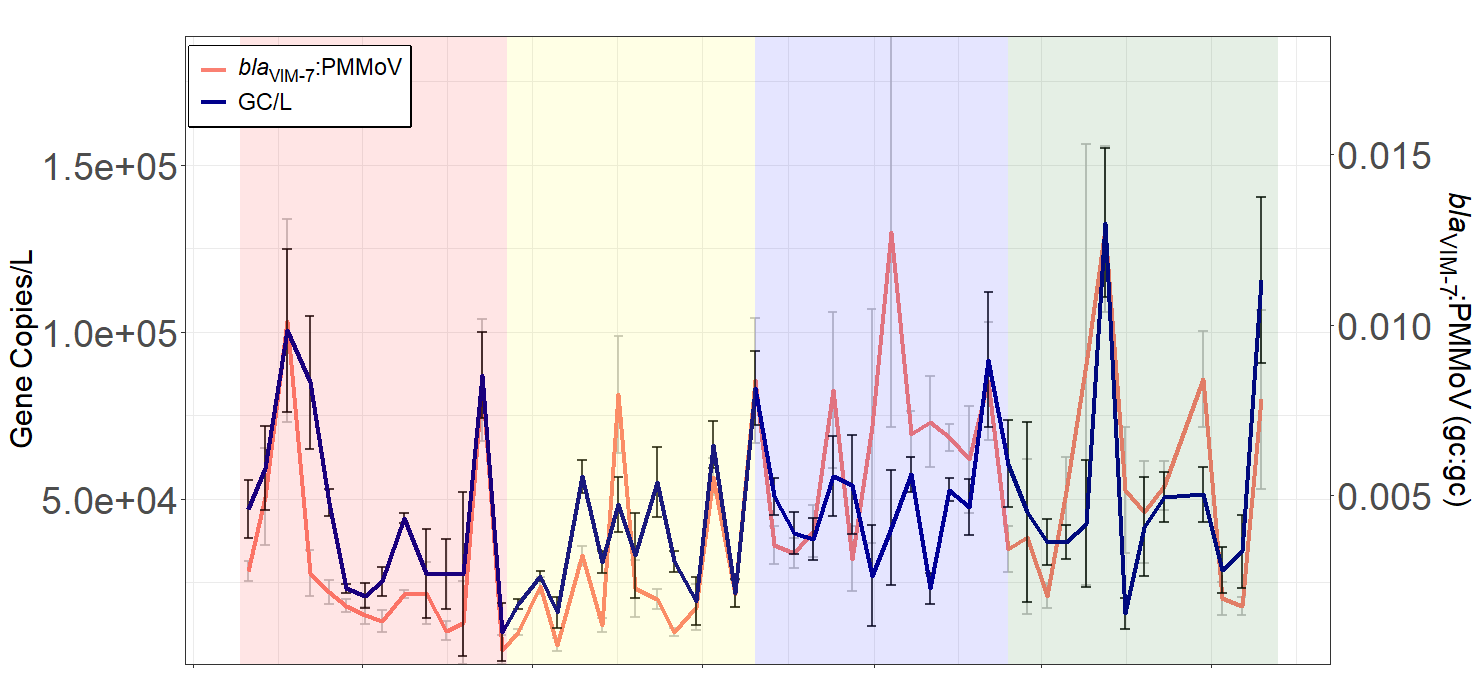 blaVIM-7:PMMoV
GC/L
1.5e+05
1.0e+05
5.0e+04
Gene Copies/L
0.015
0.010
0.005
blaVIM-7:PMMoV (gc:gc)